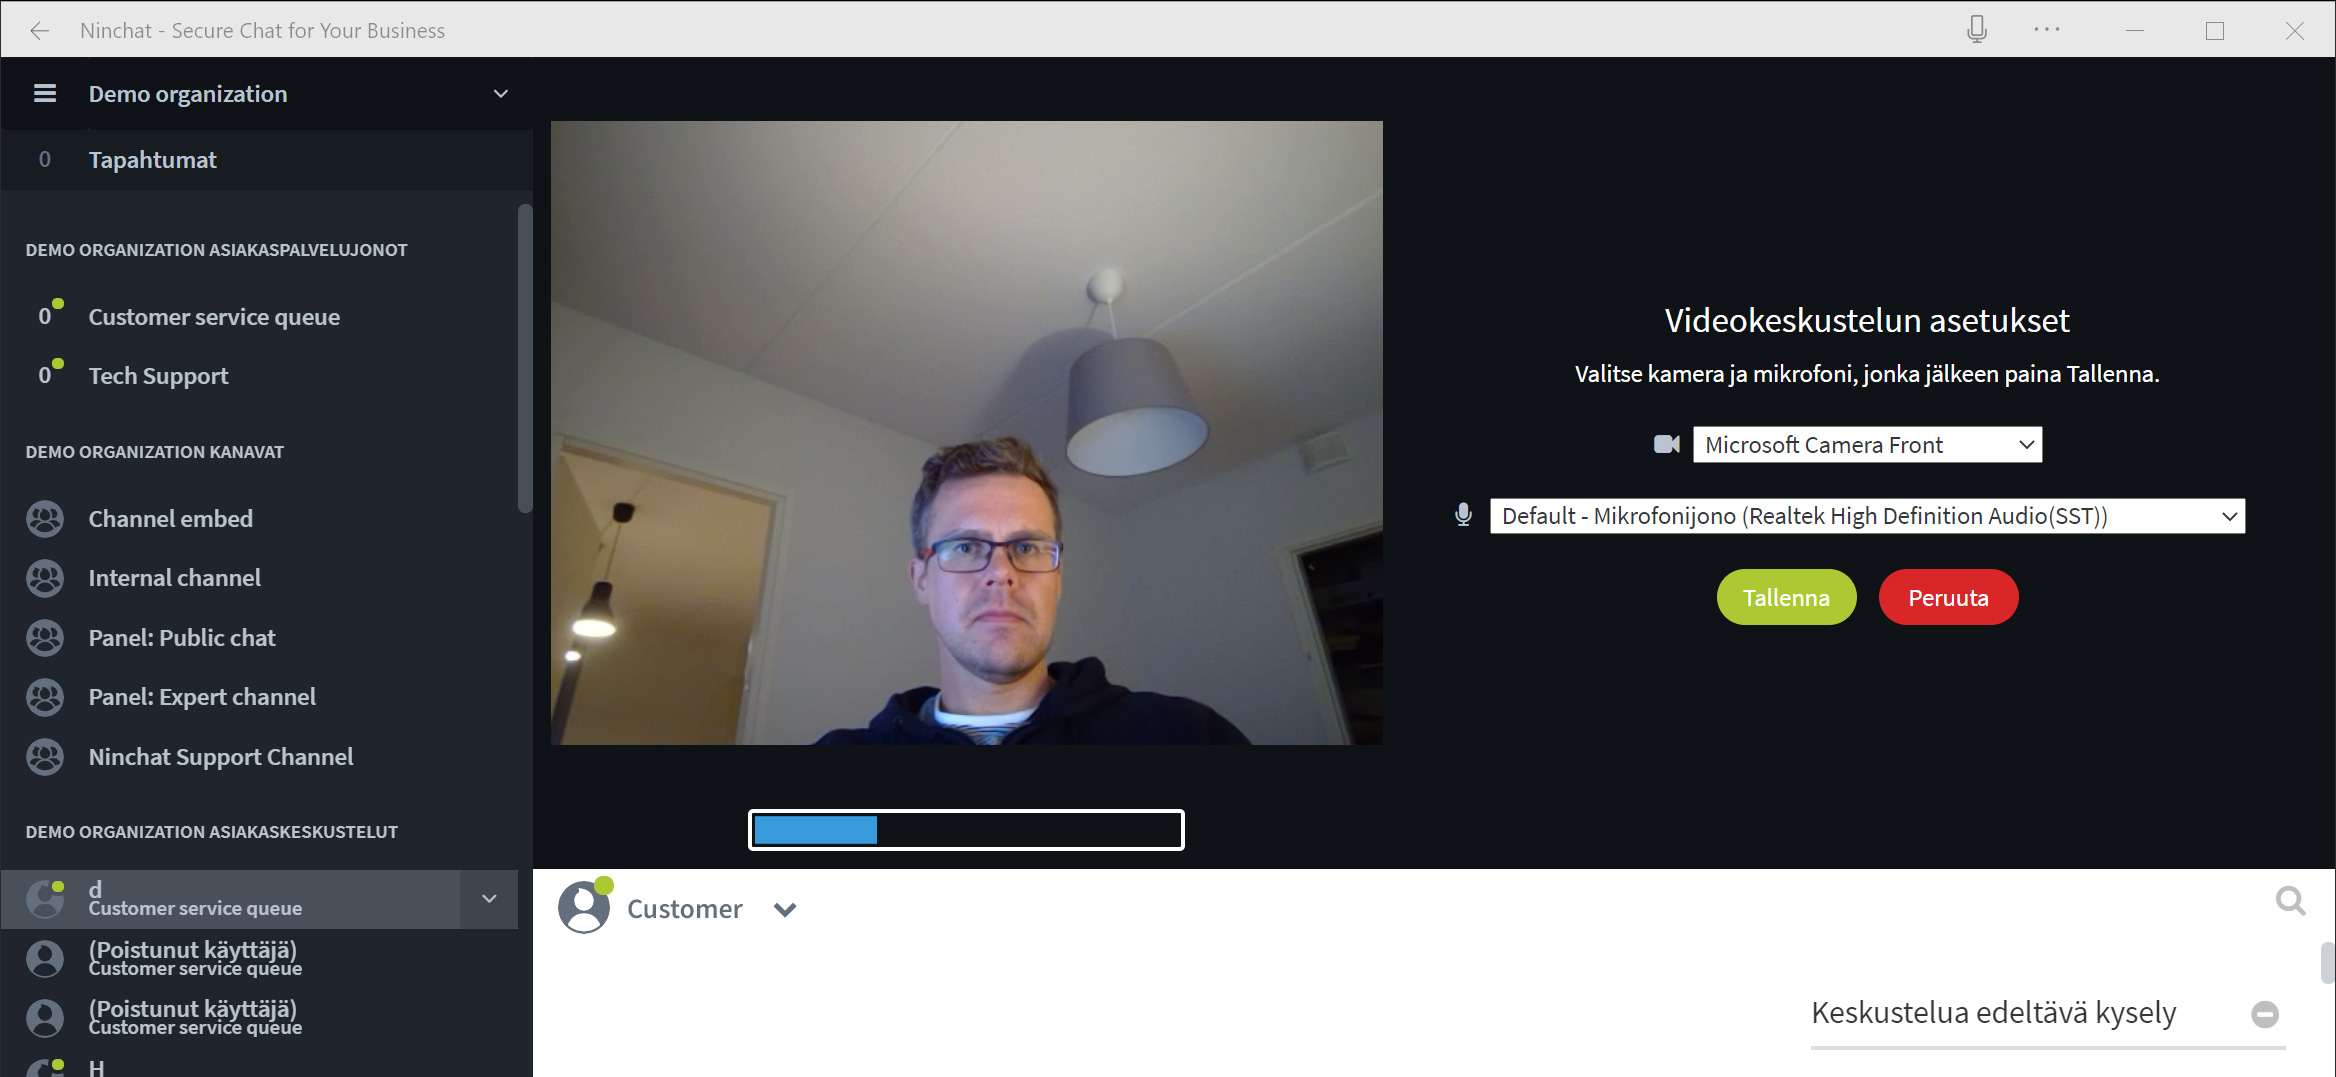 Ninchat - Secure Chat for Your Business
Demo organization
0 Tapahtumat
DEMO ORGANIZATION ASIAKASPALVELUJONOT
0 Customer service queue
0 Tech Support
DEMO ORGANIZATION KANAVAT
Channel embed
Internal channel
Panel: Public chat
Panel: Expert channel
Ninchat Support Channel
DEMO ORGANIZATION ASIAKASKESKUSTELUT
d
Customer service queue
(Poistunut käyttäjä)
Customer service queue
(Poistunut käyttäjä)
Customer service queue
H
Videokeskustelun asetukset
Valitse kamera ja mikrofoni, jonka jälkeen paina Tallenna.
Microsoft Camera Front
Default - Mikrofonijono (Realtek High Definition Audio(SST))
Tallenna Peruuta
Customer
Keskustelua edeltävä kysely